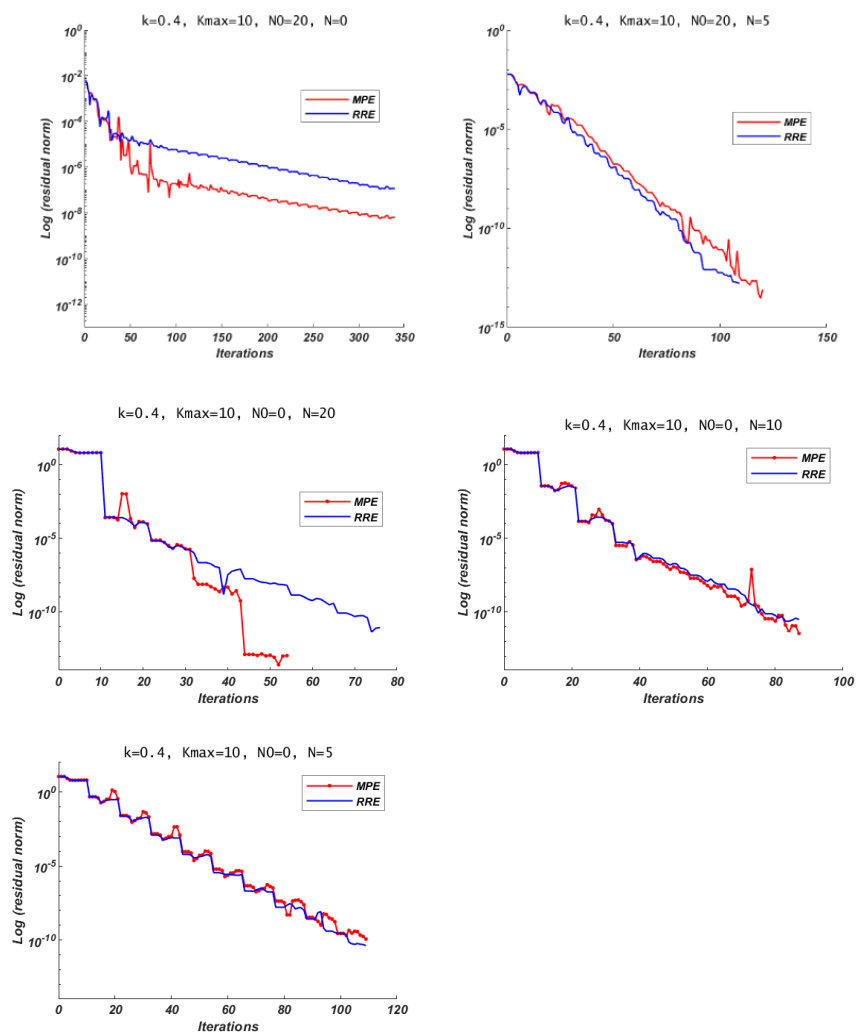 k=0.4, Kmax=10, N0=20, N=0
10^0
10^-2
10^-4
10^-6
10^-8
10^-10
10^-12
Log (residual norm)
MPE
RRE
0 50 100 150 200 250 300 350
Iterations
k=0.4, Kmax=10, N0=20, N=5
10^0
10^-5
10^-10
10^-15
Log (residual norm)
MPE
RRE
0 50 100 150
Iterations
k=0.4, Kmax=10, N0=0, N=20
10^0
10^-5
10^-10
Log (residual norm)
MPE
RRE
0 10 20 30 40 50 60 70 80
Iterations
k=0.4, Kmax=10, N0=0, N=10
10^0
10^-5
10^-10
Log (residual norm)
MPE
RRE
0 20 40 60 80 100
Iterations
k=0.4, Kmax=10, N0=0, N=5
10^0
10^-5
10^-10
Log (residual norm)
MPE
RRE
0 20 40 60 80 100 120
Iterations